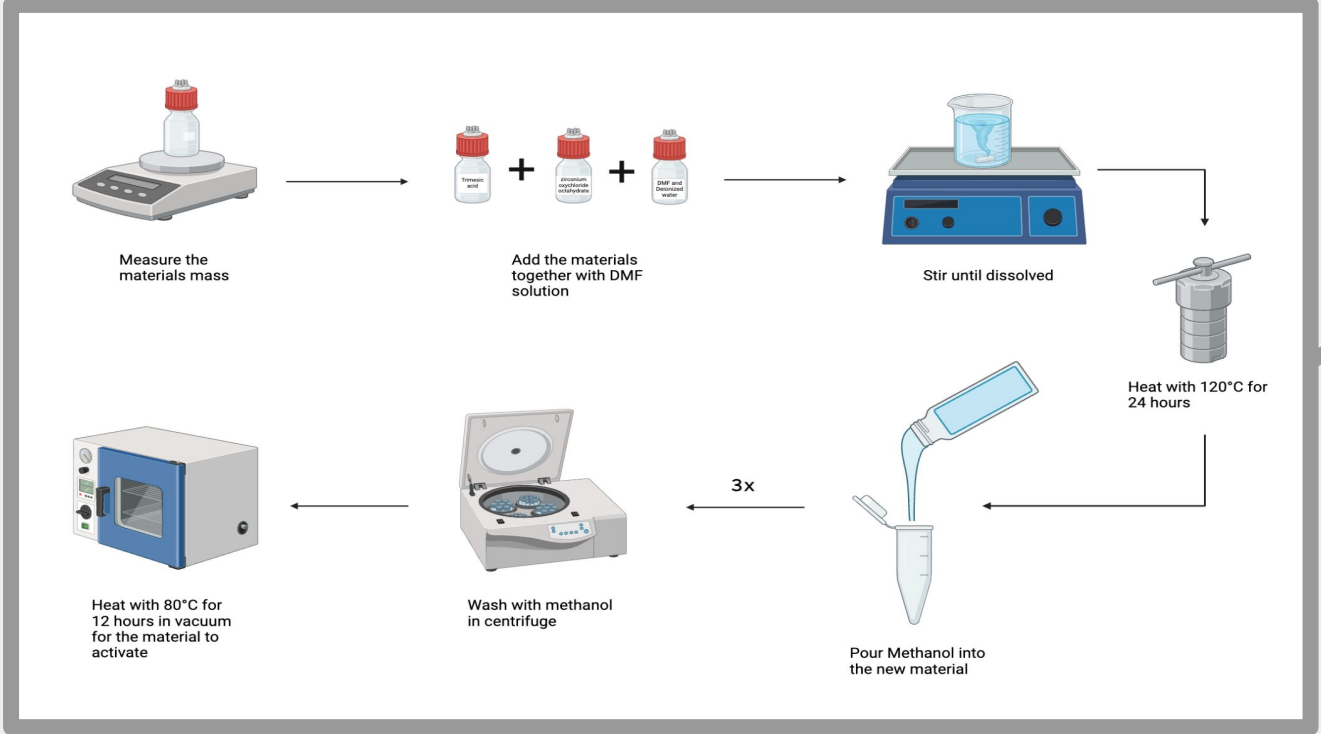 Measure the
materials mass
Trimesic
acid
+
zirconium
oxychloride
octahydrate
+
DMF and
Deionized
water
Add the materials
together with DMF
solution
Stir until dissolved
Heat with 120°C for
24 hours
Pour Methanol into
the new material
3x
Wash with methanol
in centrifuge
Heat with 80°C for
12 hours in vacuum
for the material to
activate